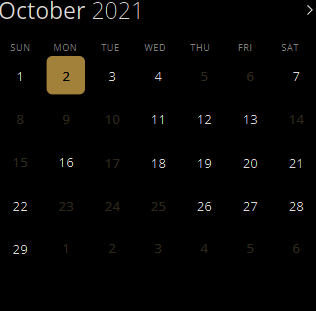 October 2021 >
SUN MON TUE WED THU FRI SAT
1 2 3 4 5 6 7
8 9 10 11 12 13 14
15 16 17 18 19 20 21
22 23 24 25 26 27 28
29 1 2 3 4 5 6